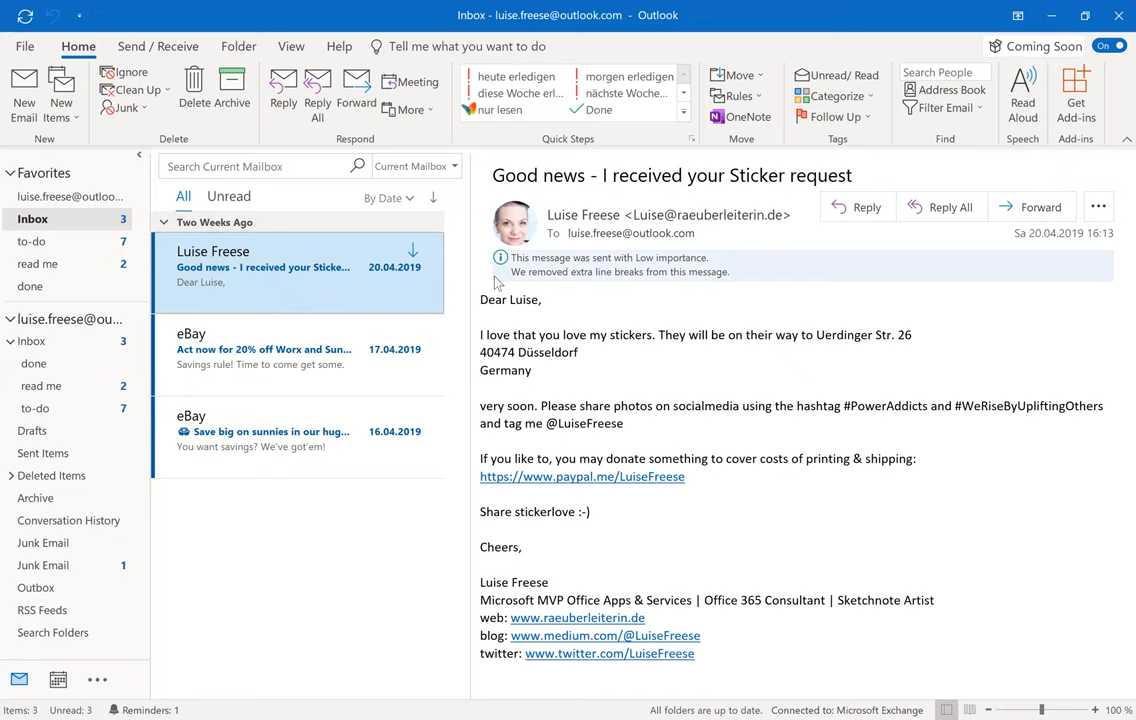 Inbox - luise.freese@outlook.com - Outlook
File Home Send / Receive Folder View Help Tell me what you want to do Coming Soon On
New Email
New Items
Ignore
Clean Up
Junk
Delete
Archive
Reply
Reply All
Forward
Meeting
More
heute erledigen
diese Woche erl...
nur lesen
morgen erledigen
nächste Woche...
Done
Move
Rules
OneNote
Unread/ Read
Categorize
Follow Up
Search People
Address Book
Filter Email
Read Aloud
Get Add-ins
New Delete Respond Quick Steps Move Tags Find Speech Add-ins
Favorites
luise.freese@outloo...
Inbox 3
to-do 7
read me 2
done
luise.freese@ou...
Inbox 3
done
read me 2
to-do 7
Drafts
Sent Items
Deleted Items
Archive
Conversation History
Junk Email
Junk Email 1
Outbox
RSS Feeds
Search Folders
Search Current Mailbox Current Mailbox
All Unread By Date
Two Weeks Ago
Luise Freese
Good news - I received your Sticke... 20.04.2019
Dear Luise,
eBay
Act now for 20% off Worx and Sun... 17.04.2019
Savings rule! Time to come get some.
eBay
Save big on sunnies in our hug... 16.04.2019
You want savings? We've got'em!
Good news - I received your Sticker request
Luise Freese <Luise@raeuberleiterin.de>
To luise.freese@outlook.com
Reply Reply All Forward
Sa 20.04.2019 16:13
This message was sent with Low importance.
We removed extra line breaks from this message.
Dear Luise,
I love that you love my stickers. They will be on their way to Uerdinger Str. 26
40474 Düsseldorf
Germany
very soon. Please share photos on socialmedia using the hashtag #PowerAddicts and #WeRiseByUpliftingOthers
and tag me @LuiseFreese
If you like to, you may donate something to cover costs of printing & shipping:
https://www.paypal.me/LuiseFreese
Share stickerlove :-)
Cheers,
Luise Freese
Microsoft MVP Office Apps & Services | Office 365 Consultant | Sketchnote Artist
web: www.raeuberleiterin.de
blog: www.medium.com/@LuiseFreese
twitter: www.twitter.com/LuiseFreese
Items: 3 Unread: 3 Reminders: 1 All folders are up to date. Connected to: Microsoft Exchange 100 %